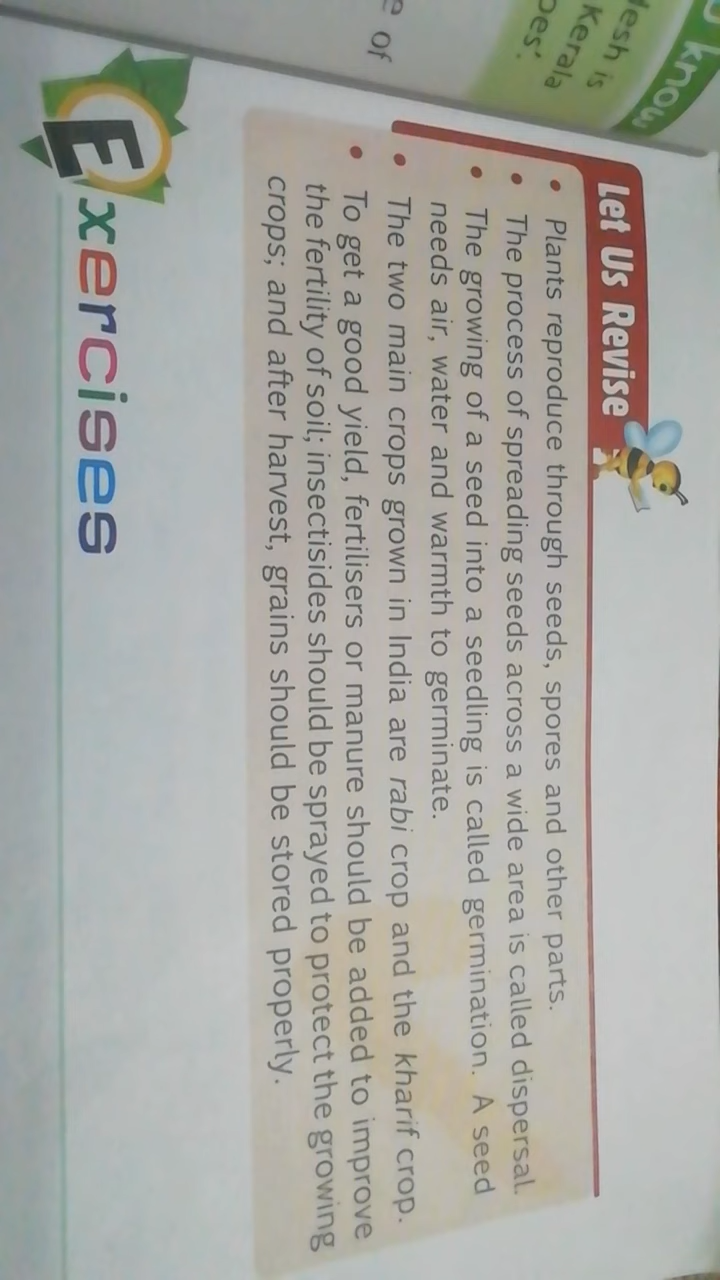 know
Kerala
e of
Let Us Revise
• Plants reproduce through seeds, spores and other parts.
• The process of spreading seeds across a wide area is called dispersal.
• The growing of a seed into a seedling is called germination. A seed
needs air, water and warmth to germinate.
• The two main crops grown in India are rabi crop and the kharif crop.
• To get a good yield, fertilisers or manure should be added to improve
the fertility of soil; insectisides should be sprayed to protect the growing
crops; and after harvest, grains should be stored properly.
Exercises